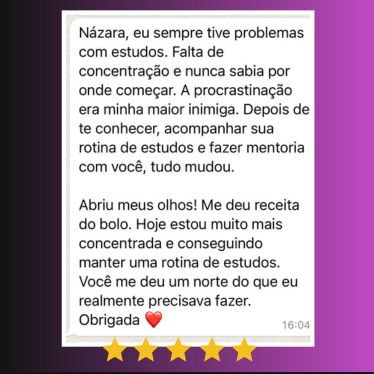 Názara, eu sempre tive problemas
com estudos. Falta de
concentração e nunca sabia por
onde começar. A procrastinação
era minha maior inimiga. Depois de
te conhecer, acompanhar sua
rotina de estudos e fazer mentoria
com você, tudo mudou.
Abriu meus olhos! Me deu receita
do bolo. Hoje estou muito mais
concentrada e conseguindo
manter uma rotina de estudos.
Você me deu um norte do que eu
realmente precisava fazer.
Obrigada ❤️
16:04